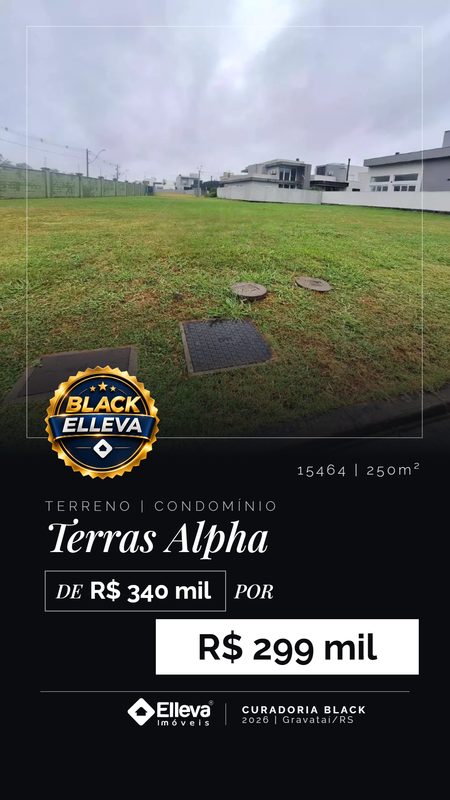 BLACK
ELLEVA
15464 | 250m²
TERRENO | CONDOMÍNIO
Terras Alpha
DE R$ 340 mil POR
R$ 299 mil
Elleva®
Imóveis
CURADORIA BLACK
2026 | Gravataí/RS